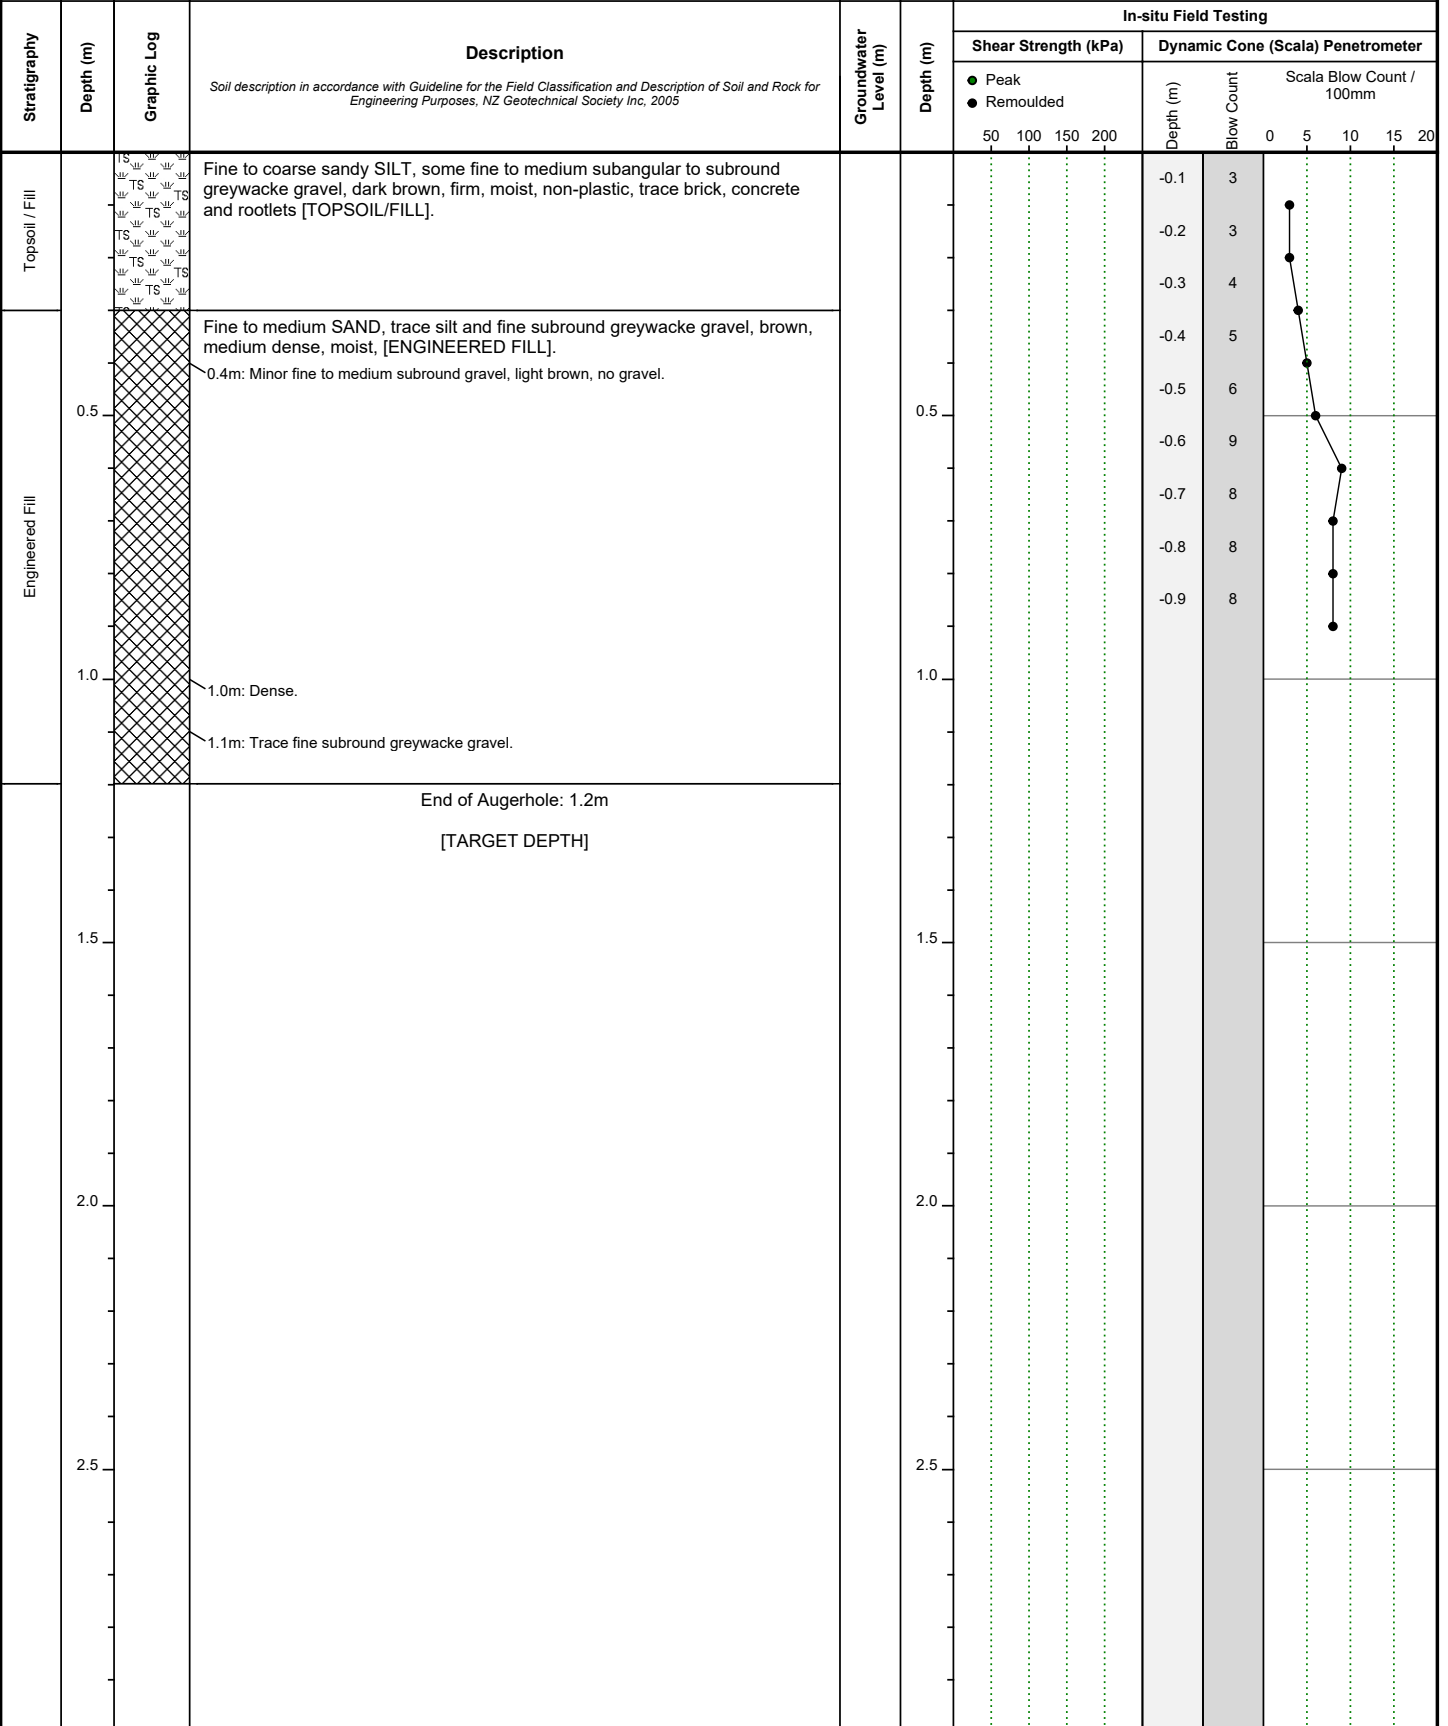 Stratigraphy
Depth (m)
Graphic Log
Description
Soil description in accordance with Guideline for the Field Classification and Description of Soil and Rock for
Engineering Purposes, NZ Geotechnical Society Inc, 2005
Groundwater
Level (m)
Depth (m)
In-situ Field Testing
Shear Strength (kPa)
Dynamic Cone (Scala) Penetrometer
Peak
Remoulded
50 100 150 200
Depth (m)
Blow Count
Scala Blow Count /
100mm
0 5 10 15 20
Topsoil / Fill
TS
TS
TS
TS
TS
TS
TS
TS
TS
Fine to coarse sandy SILT, some fine to medium subangular to subround
greywacke gravel, dark brown, firm, moist, non-plastic, trace brick, concrete
and rootlets [TOPSOIL/FILL].
-0.1 3
-0.2 3
-0.3 4
Engineered Fill
Fine to medium SAND, trace silt and fine subround greywacke gravel, brown,
medium dense, moist, [ENGINEERED FILL].
0.4m: Minor fine to medium subround gravel, light brown, no gravel.
-0.4 5
-0.5 6
0.5
0.5
-0.6 9
-0.7 8
-0.8 8
-0.9 8
1.0
1.0
1.0m: Dense.
1.1m: Trace fine subround greywacke gravel.
End of Augerhole: 1.2m
[TARGET DEPTH]
1.5
1.5
2.0
2.0
2.5
2.5